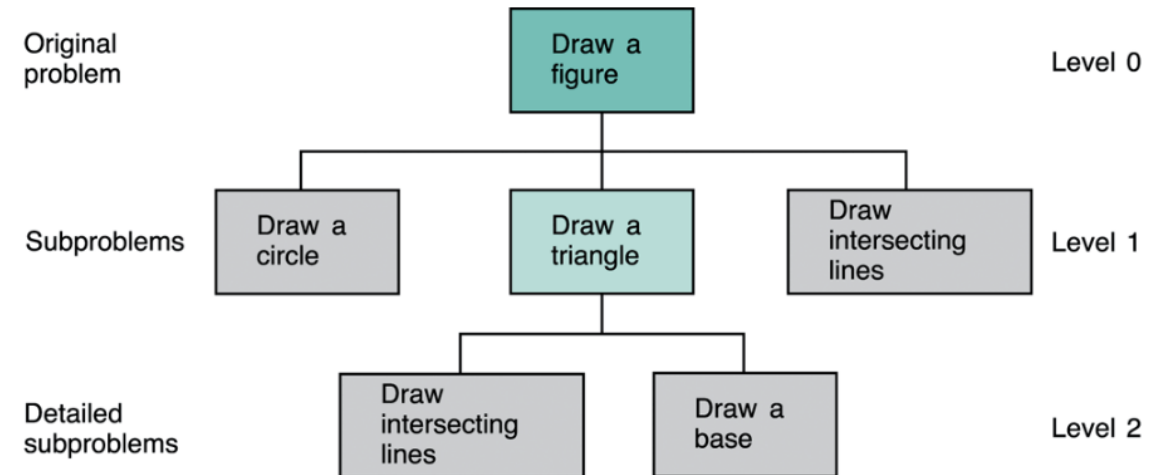 Original
problem
Draw a
figure
Level 0
Subproblems
Draw a
circle
Draw a
triangle
Draw
intersecting
lines
Level 1
Detailed
subproblems
Draw
intersecting
lines
Draw a
base
Level 2